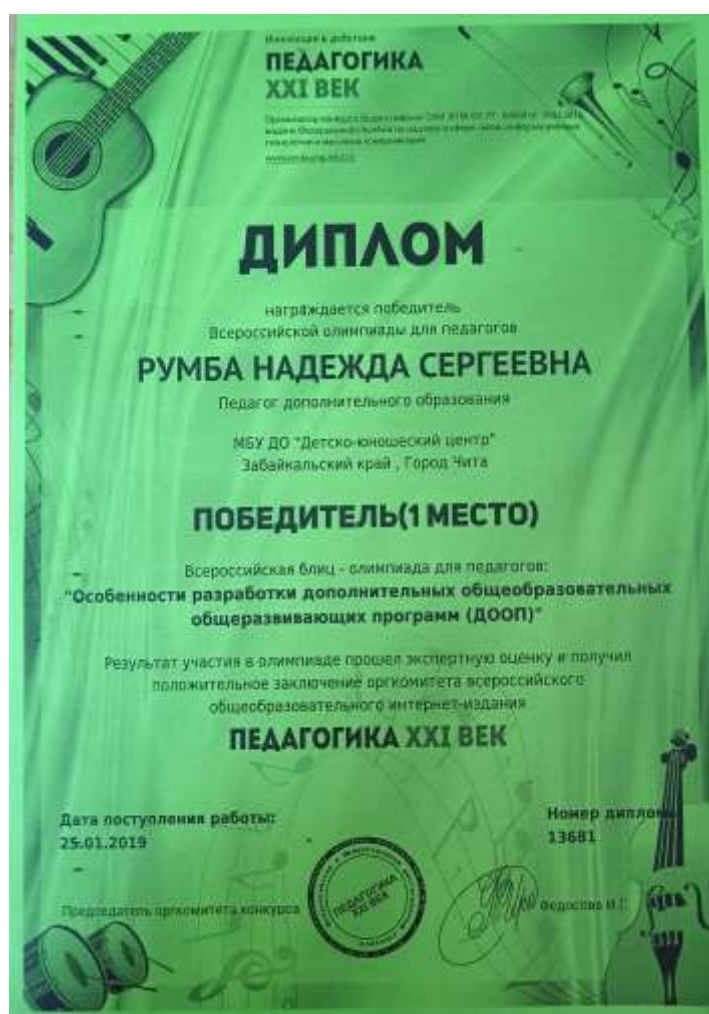 Инновации в действии
ПЕДАГОГИКА
XXI ВЕК
ДИПЛОМ
награждается победитель
Всероссийской олимпиады для педагогов
РУМБА НАДЕЖДА СЕРГЕЕВНА
Педагог дополнительного образования
МБУ ДО "Детско-юношеский центр"
Забайкальский край , Город Чита
ПОБЕДИТЕЛЬ(1 МЕСТО)
Всероссийская блиц - олимпиада для педагогов:
"Особенности разработки дополнительных общеобразовательных
общеразвивающих программ (ДООП)"
Результат участия в олимпиаде прошел экспертную оценку и получил
положительное заключение оргкомитета всероссийского
общеобразовательного интернет-издания
ПЕДАГОГИКА XXI ВЕК
Дата поступления работы:
25.01.2019
Номер диплома
13681
Председатель оргкомитета конкурса
ПЕДАГОГИКА
XXI ВЕК
Федосова И.Г.